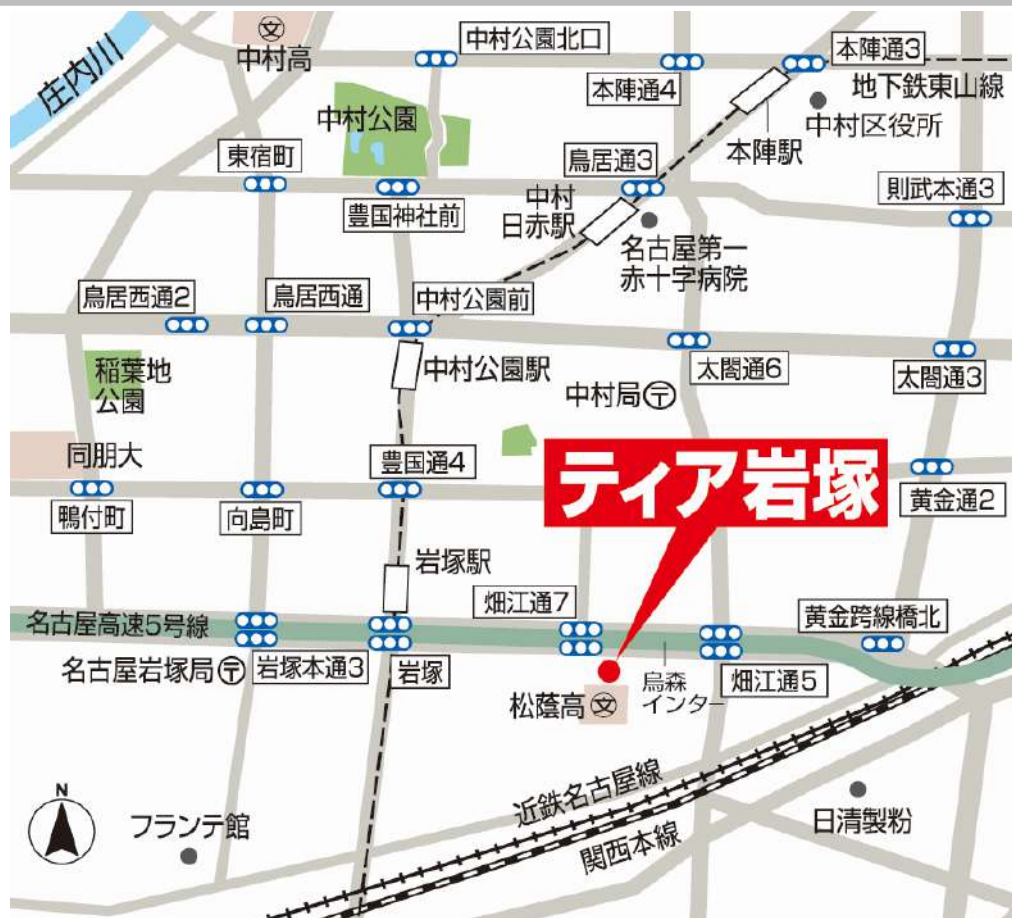 中村公園北口
本陣通3
文
中村高
庄内川
本陣通4
地下鉄東山線
中村公園
中村区役所
本陣駅
東宿町
鳥居通3
則武本通3
豊国神社前
中村
日赤駅
名古屋第一
赤十字病院
鳥居西通2
鳥居西通
中村公園前
稲葉地
公園
中村公園駅
太閤通6
太閤通3
中村局〒
同朋大
豊国通4
ティア岩塚
鴨付町
向島町
黄金通2
岩塚駅
畑江通7
名古屋高速5号線
黄金跨線橋北
名古屋岩塚局〒
岩塚本通3
岩塚
烏森
インター
畑江通5
松蔭高
文
近鉄名古屋線
関西本線
N
フランテ館
日清製粉